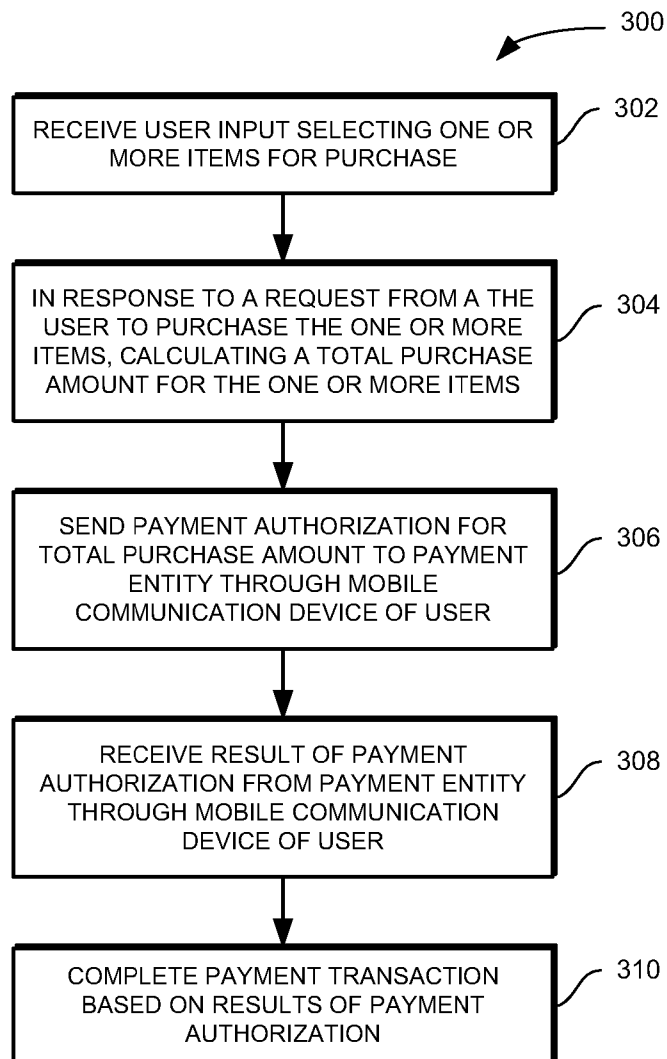 300
RECEIVE USER INPUT SELECTING ONE OR
MORE ITEMS FOR PURCHASE
302
IN RESPONSE TO A REQUEST FROM A THE
USER TO PURCHASE THE ONE OR MORE
ITEMS, CALCULATING A TOTAL PURCHASE
AMOUNT FOR THE ONE OR MORE ITEMS
304
SEND PAYMENT AUTHORIZATION FOR
TOTAL PURCHASE AMOUNT TO PAYMENT
ENTITY THROUGH MOBILE
COMMUNICATION DEVICE OF USER
306
RECEIVE RESULT OF PAYMENT
AUTHORIZATION FROM PAYMENT ENTITY
THROUGH MOBILE COMMUNICATION
DEVICE OF USER
308
COMPLETE PAYMENT TRANSACTION
BASED ON RESULTS OF PAYMENT
AUTHORIZATION
310